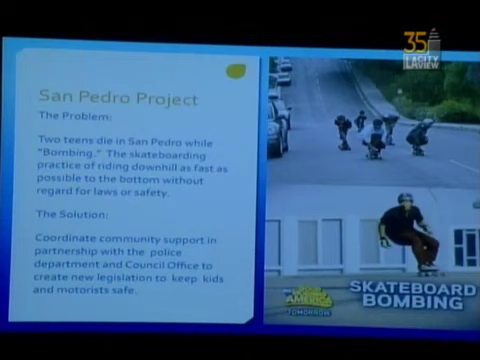 35
LACITY
VIEW
San Pedro Project
The Problem:
Two teens die in San Pedro while
"Bombing." The skateboarding
practice of riding downhill as fast as
possible to the bottom without
regard for laws or safety.
The Solution:
Coordinate community support in
partnership with the police
department and Council Office to
create new legislation to keep kids
and motorists safe.
SKATEBOARD
BOMBING
GOOD
MORNING
AMERICA
TOMORROW